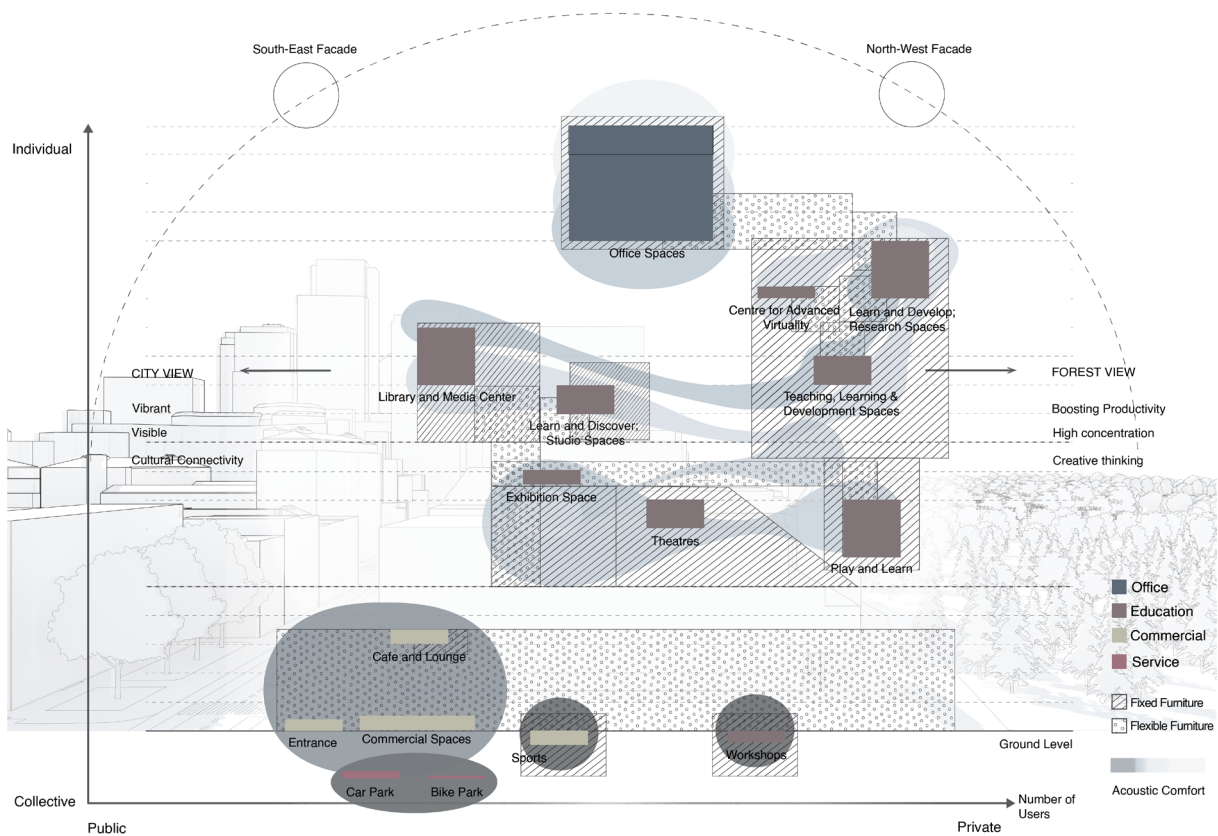 South-East Facade
North-West Facade
Individual
Office Spaces
Centre for Advanced
Virtuality
Learn and Develop;
Research Spaces
CITY VIEW
FOREST VIEW
Library and Media Center
Teaching, Learning &
Development Spaces
Vibrant
Boosting Productivity
Learn and Discover;
Studio Spaces
Visible
High concentration
Cultural Connectivity
Creative thinking
Exhibition Space
Theatres
Play and Learn
Office
Education
Commercial
Service
Cafe and Lounge
Fixed Furniture
Flexible Furniture
Entrance
Commercial Spaces
Sports
Workshops
Ground Level
Acoustic Comfort
Car Park
Bike Park
Collective
Number of
Users
Public
Private